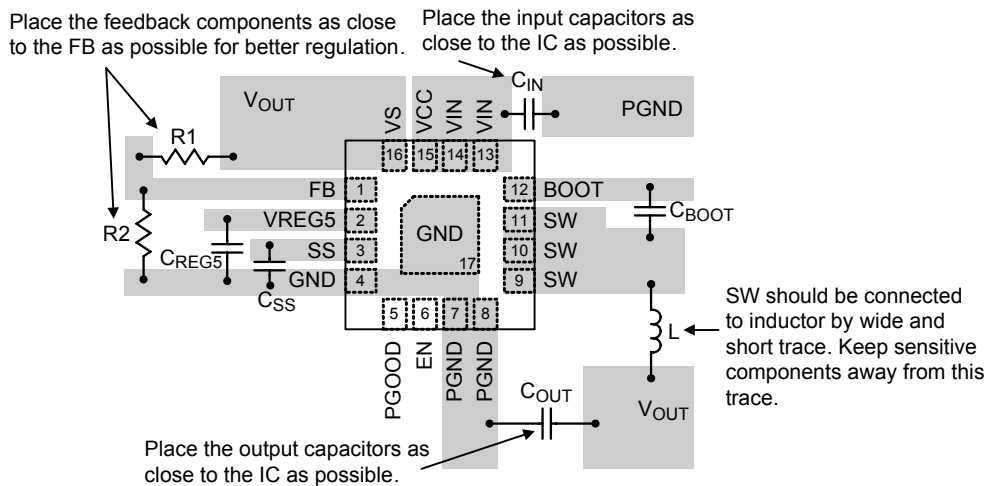 Place the feedback components as close
to the FB as possible for better regulation.
Place the input capacitors as
close to the IC as possible.
CIN
VOUT
VS
VCC
VIN
VIN
PGND
R1
16
15
14
13
FB
1
12
BOOT
VREG5
2
11
SW
CBOOT
R2
GND
SS
3
10
SW
CREG5
17
GND
4
9
SW
CSS
5
6
7
8
PGOOD
EN
PGND
PGND
L
SW should be connected
to inductor by wide and
short trace. Keep sensitive
components away from this
trace.
COUT
VOUT
Place the output capacitors as
close to the IC as possible.